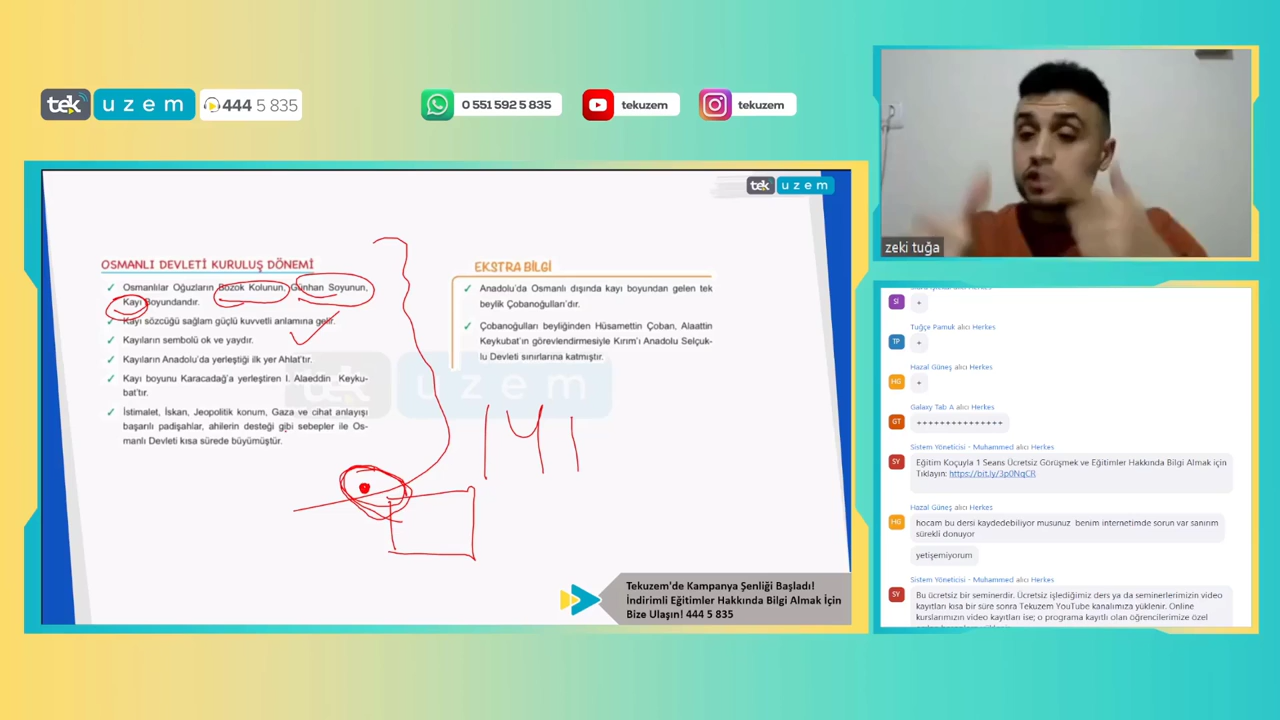 tek uzem 444 5 835
0 551 592 5 835
tekuzem
tekuzem
tek uzem
zeki tuğa
OSMANLI DEVLETİ KURULUŞ DÖNEMİ
✓ Osmanlılar Oğuzların Bozok Kolunun, Günhan Soyunun,
Kayı Boyundandır.
✓ Kayı sözcüğü sağlam güçlü kuvvetli anlamına gelir.
✓ Kayıların sembolü ok ve yaydır.
✓ Kayıların Anadolu'da yerleştiği ilk yer Ahlat'tır.
✓ Kayı boyunu Karacadağ'a yerleştiren I. Alaeddin Keyku-
bat'tır.
✓ İstimalet, İskan, Jeopolitik konum, Gaza ve cihat anlayışı
başarılı padişahlar, ahilerin desteği gibi sebepler ile Os-
manlı Devleti kısa sürede büyümüştür.
EKSTRA BİLGİ
✓ Anadolu'da Osmanlı dışında kayı boyundan gelen tek
beylik Çobanoğulları'dır.
✓ Çobanoğulları beyliğinden Hüsamettin Çoban, Alaattin
Keykubat'ın görevlendirmesiyle Kırım'ı Anadolu Selçuk-
lu Devleti sınırlarına katmıştır.
tek uzem
141
Tekuzem'de Kampanya Şenliği Başladı!
İndirimli Eğitimler Hakkında Bilgi Almak İçin
Bize Ulaşın! 444 5 835
SI
+
Tuğçe Pamuk alıcı Herkes
TP
+
Hazal Güneş alıcı Herkes
HG
+
Galaxy Tab A alıcı Herkes
GT
+++++++++++++++
Sistem Yöneticisi - Muhammed alıcı Herkes
SY
Eğitim Koçuyla 1 Seans Ücretsiz Görüşmek ve Eğitimler Hakkında Bilgi Almak için
Tıklayın: https://bit.ly/3p0NqCR
Hazal Güneş alıcı Herkes
HG
hocam bu dersi kaydedebiliyor musunuz benim internetimde sorun var sanırım
sürekli donuyor
yetişemiyorum
Sistem Yöneticisi - Muhammed alıcı Herkes
SY
Bu ücretsiz bir seminerdir. Ücretsiz işlediğimiz ders ya da seminerlerimizin video
kayıtları kısa bir süre sonra Tekuzem YouTube kanalımıza yüklenir. Online
kurslarımızın video kayıtları ise; o programa kayıtlı olan öğrencilerimize özel